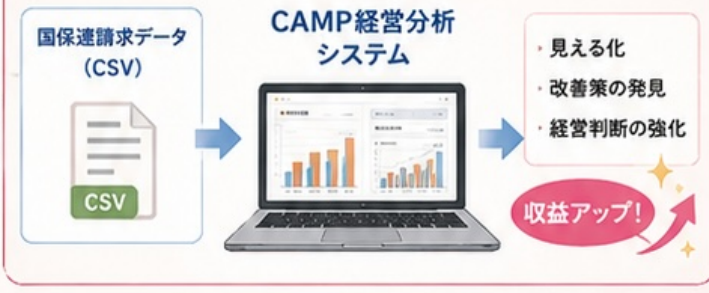 国保連請求データ
（CSV）
CSV
CAMP経営分析
システム
・見える化
・改善策の発見
・経営判断の強化
収益アップ！